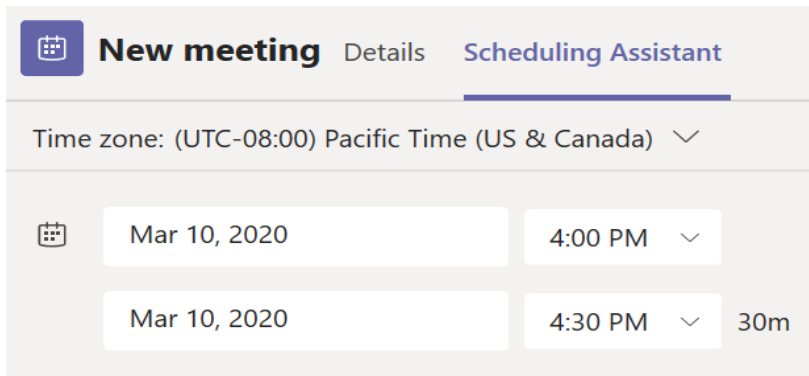 New meeting Details Scheduling Assistant
Time zone: (UTC-08:00) Pacific Time (US & Canada)
Mar 10, 2020 4:00 PM
Mar 10, 2020 4:30 PM 30m